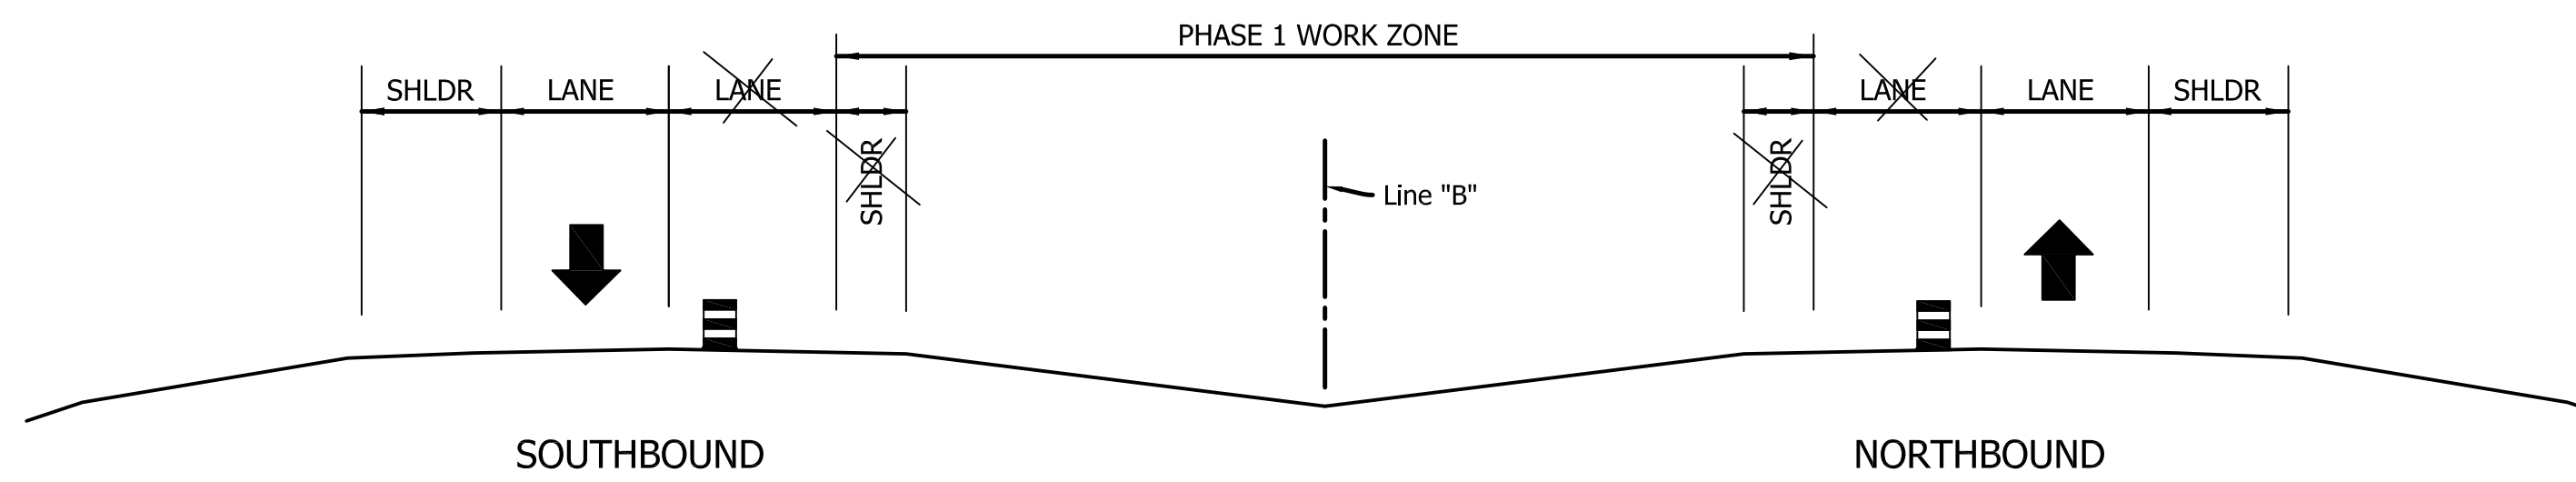 PHASE 1 WORK ZONE
SHLDR
LANE
LANE
SHLDR
Line "B"
SHLDR
LANE
LANE
SHLDR
SOUTHBOUND
NORTHBOUND